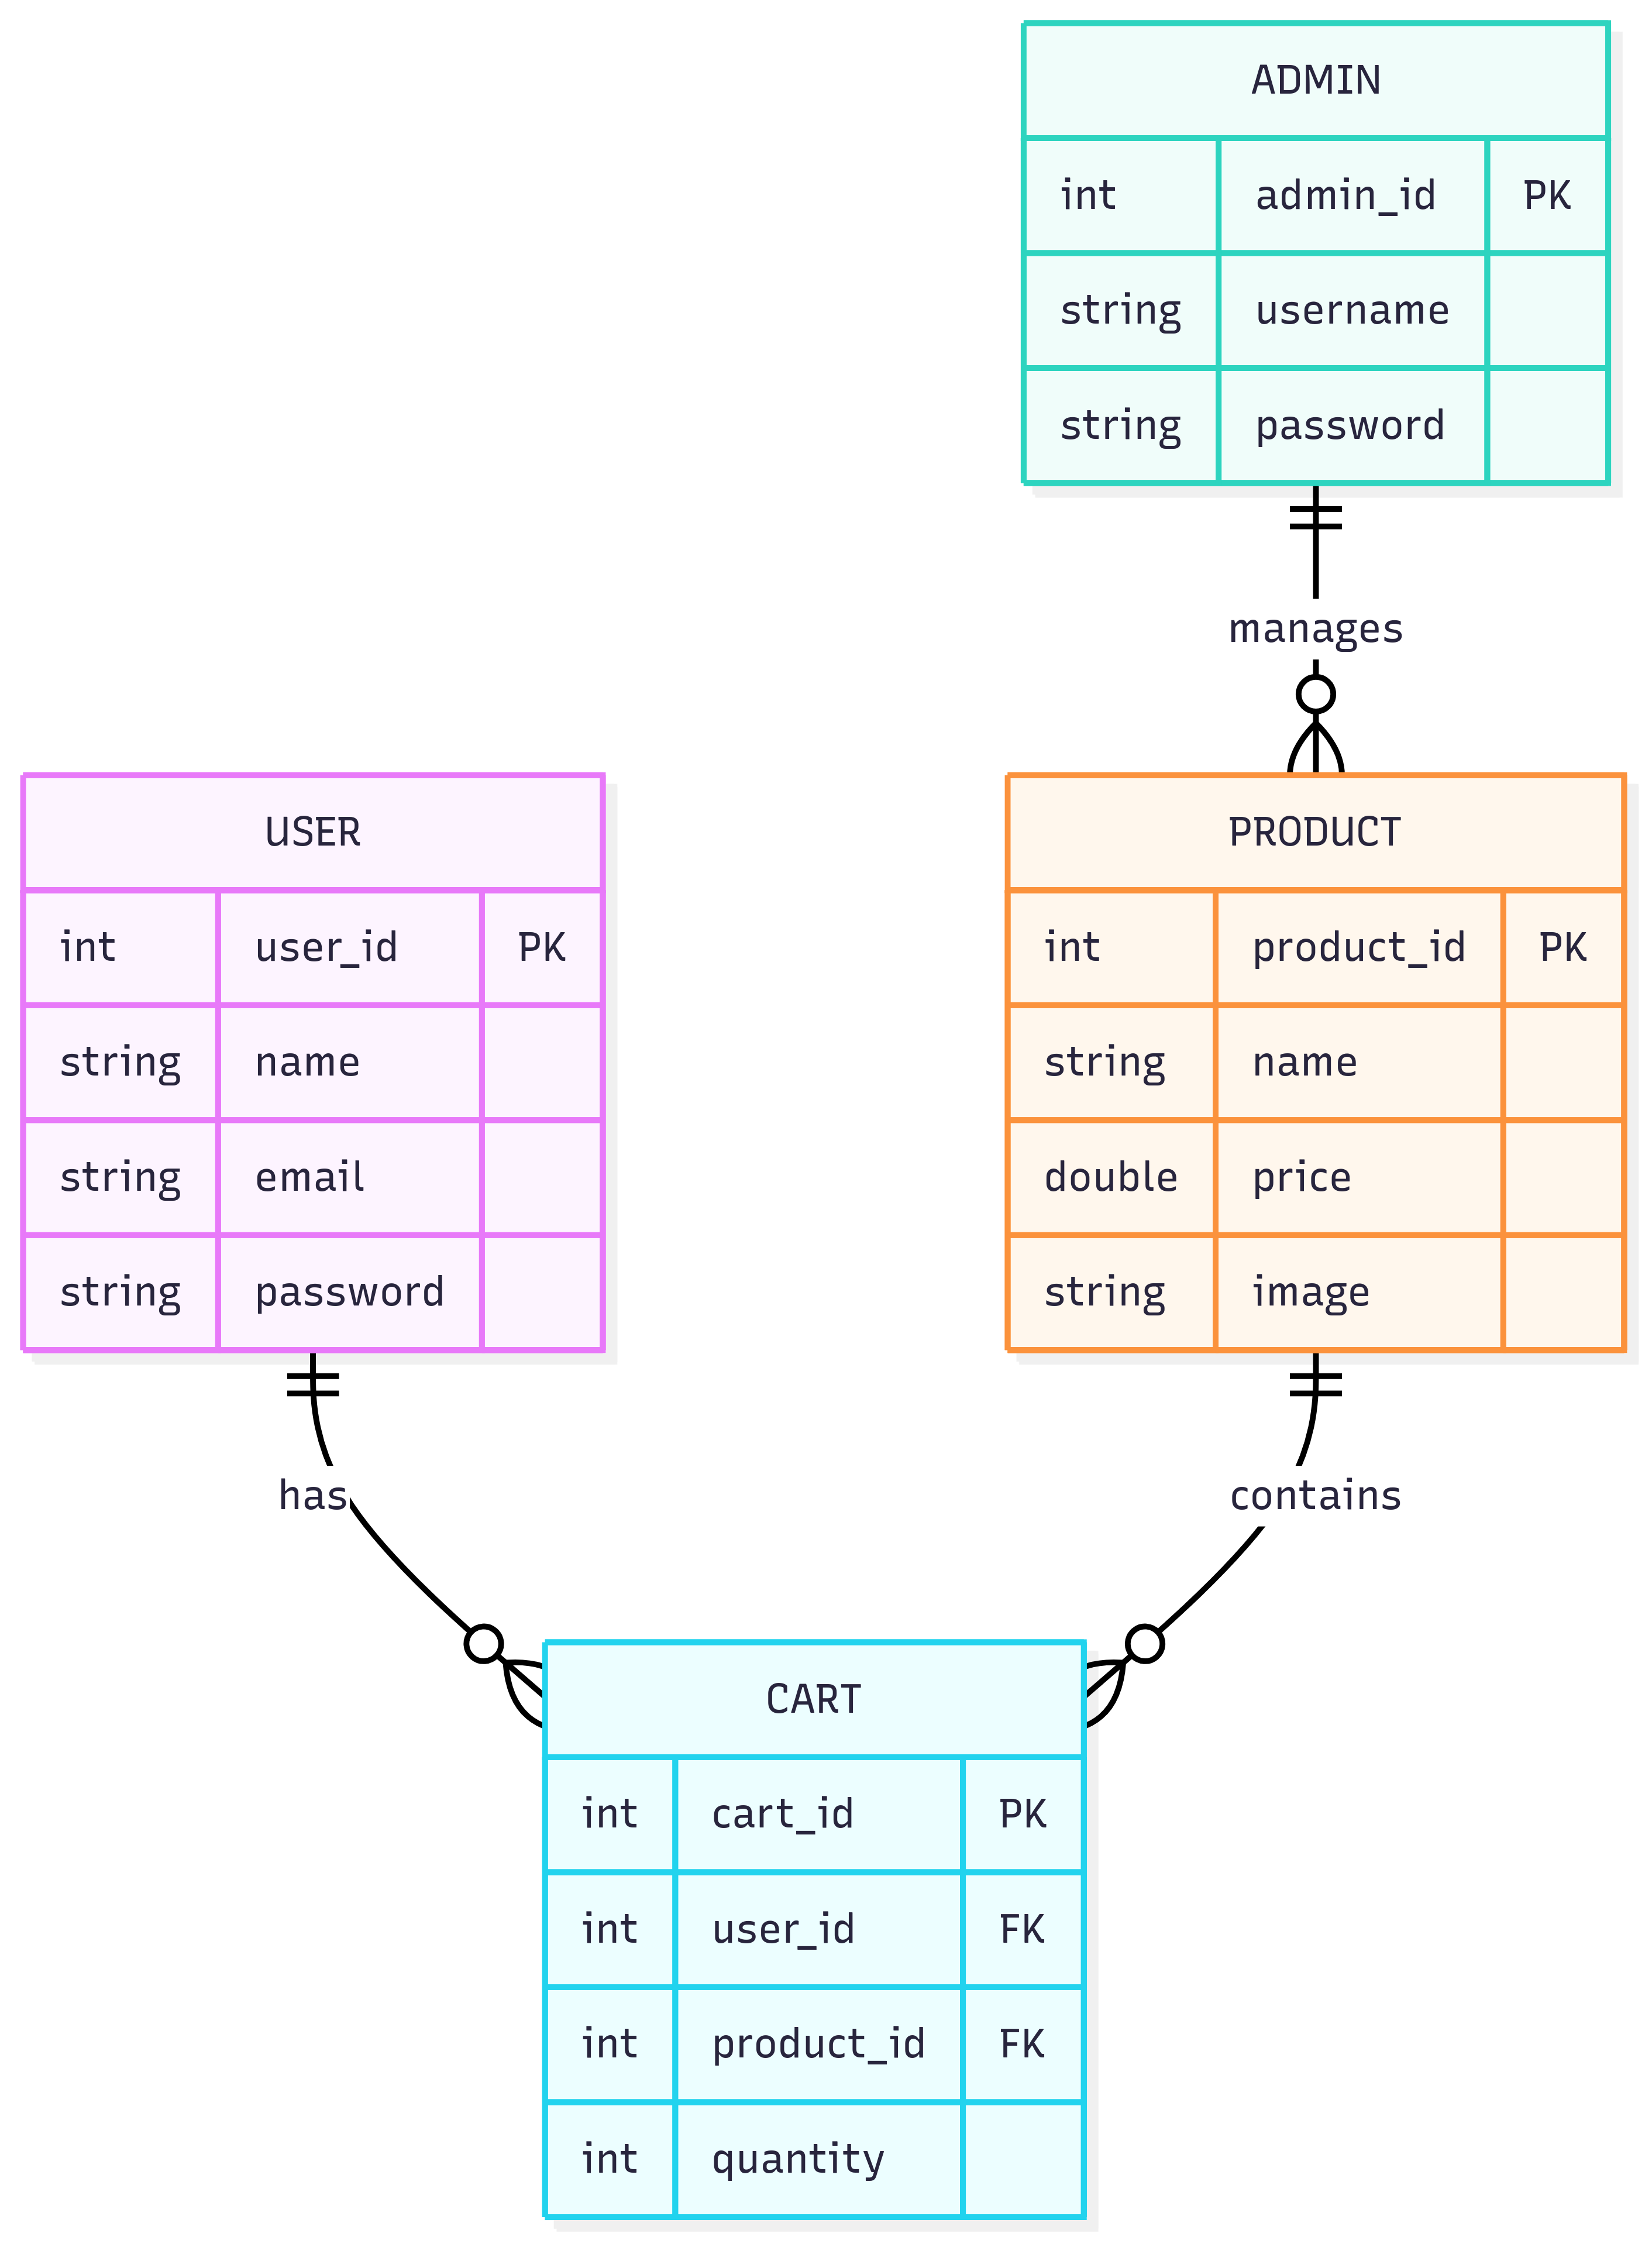 ADMIN
int admin_id PK
string username
string password
manages
USER
int user_id PK
string name
string email
string password
PRODUCT
int product_id PK
string name
double price
string image
has
contains
CART
int cart_id PK
int user_id FK
int product_id FK
int quantity